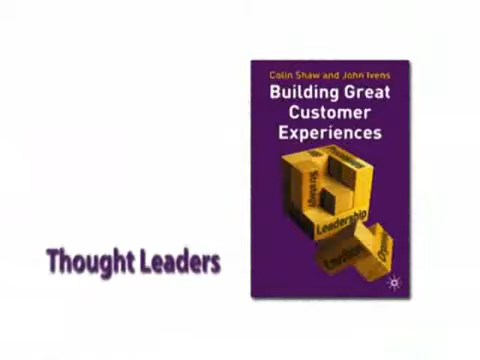 Colin Shaw and John Ivens
Building Great
Customer
Experiences
Leadership
Thought Leaders